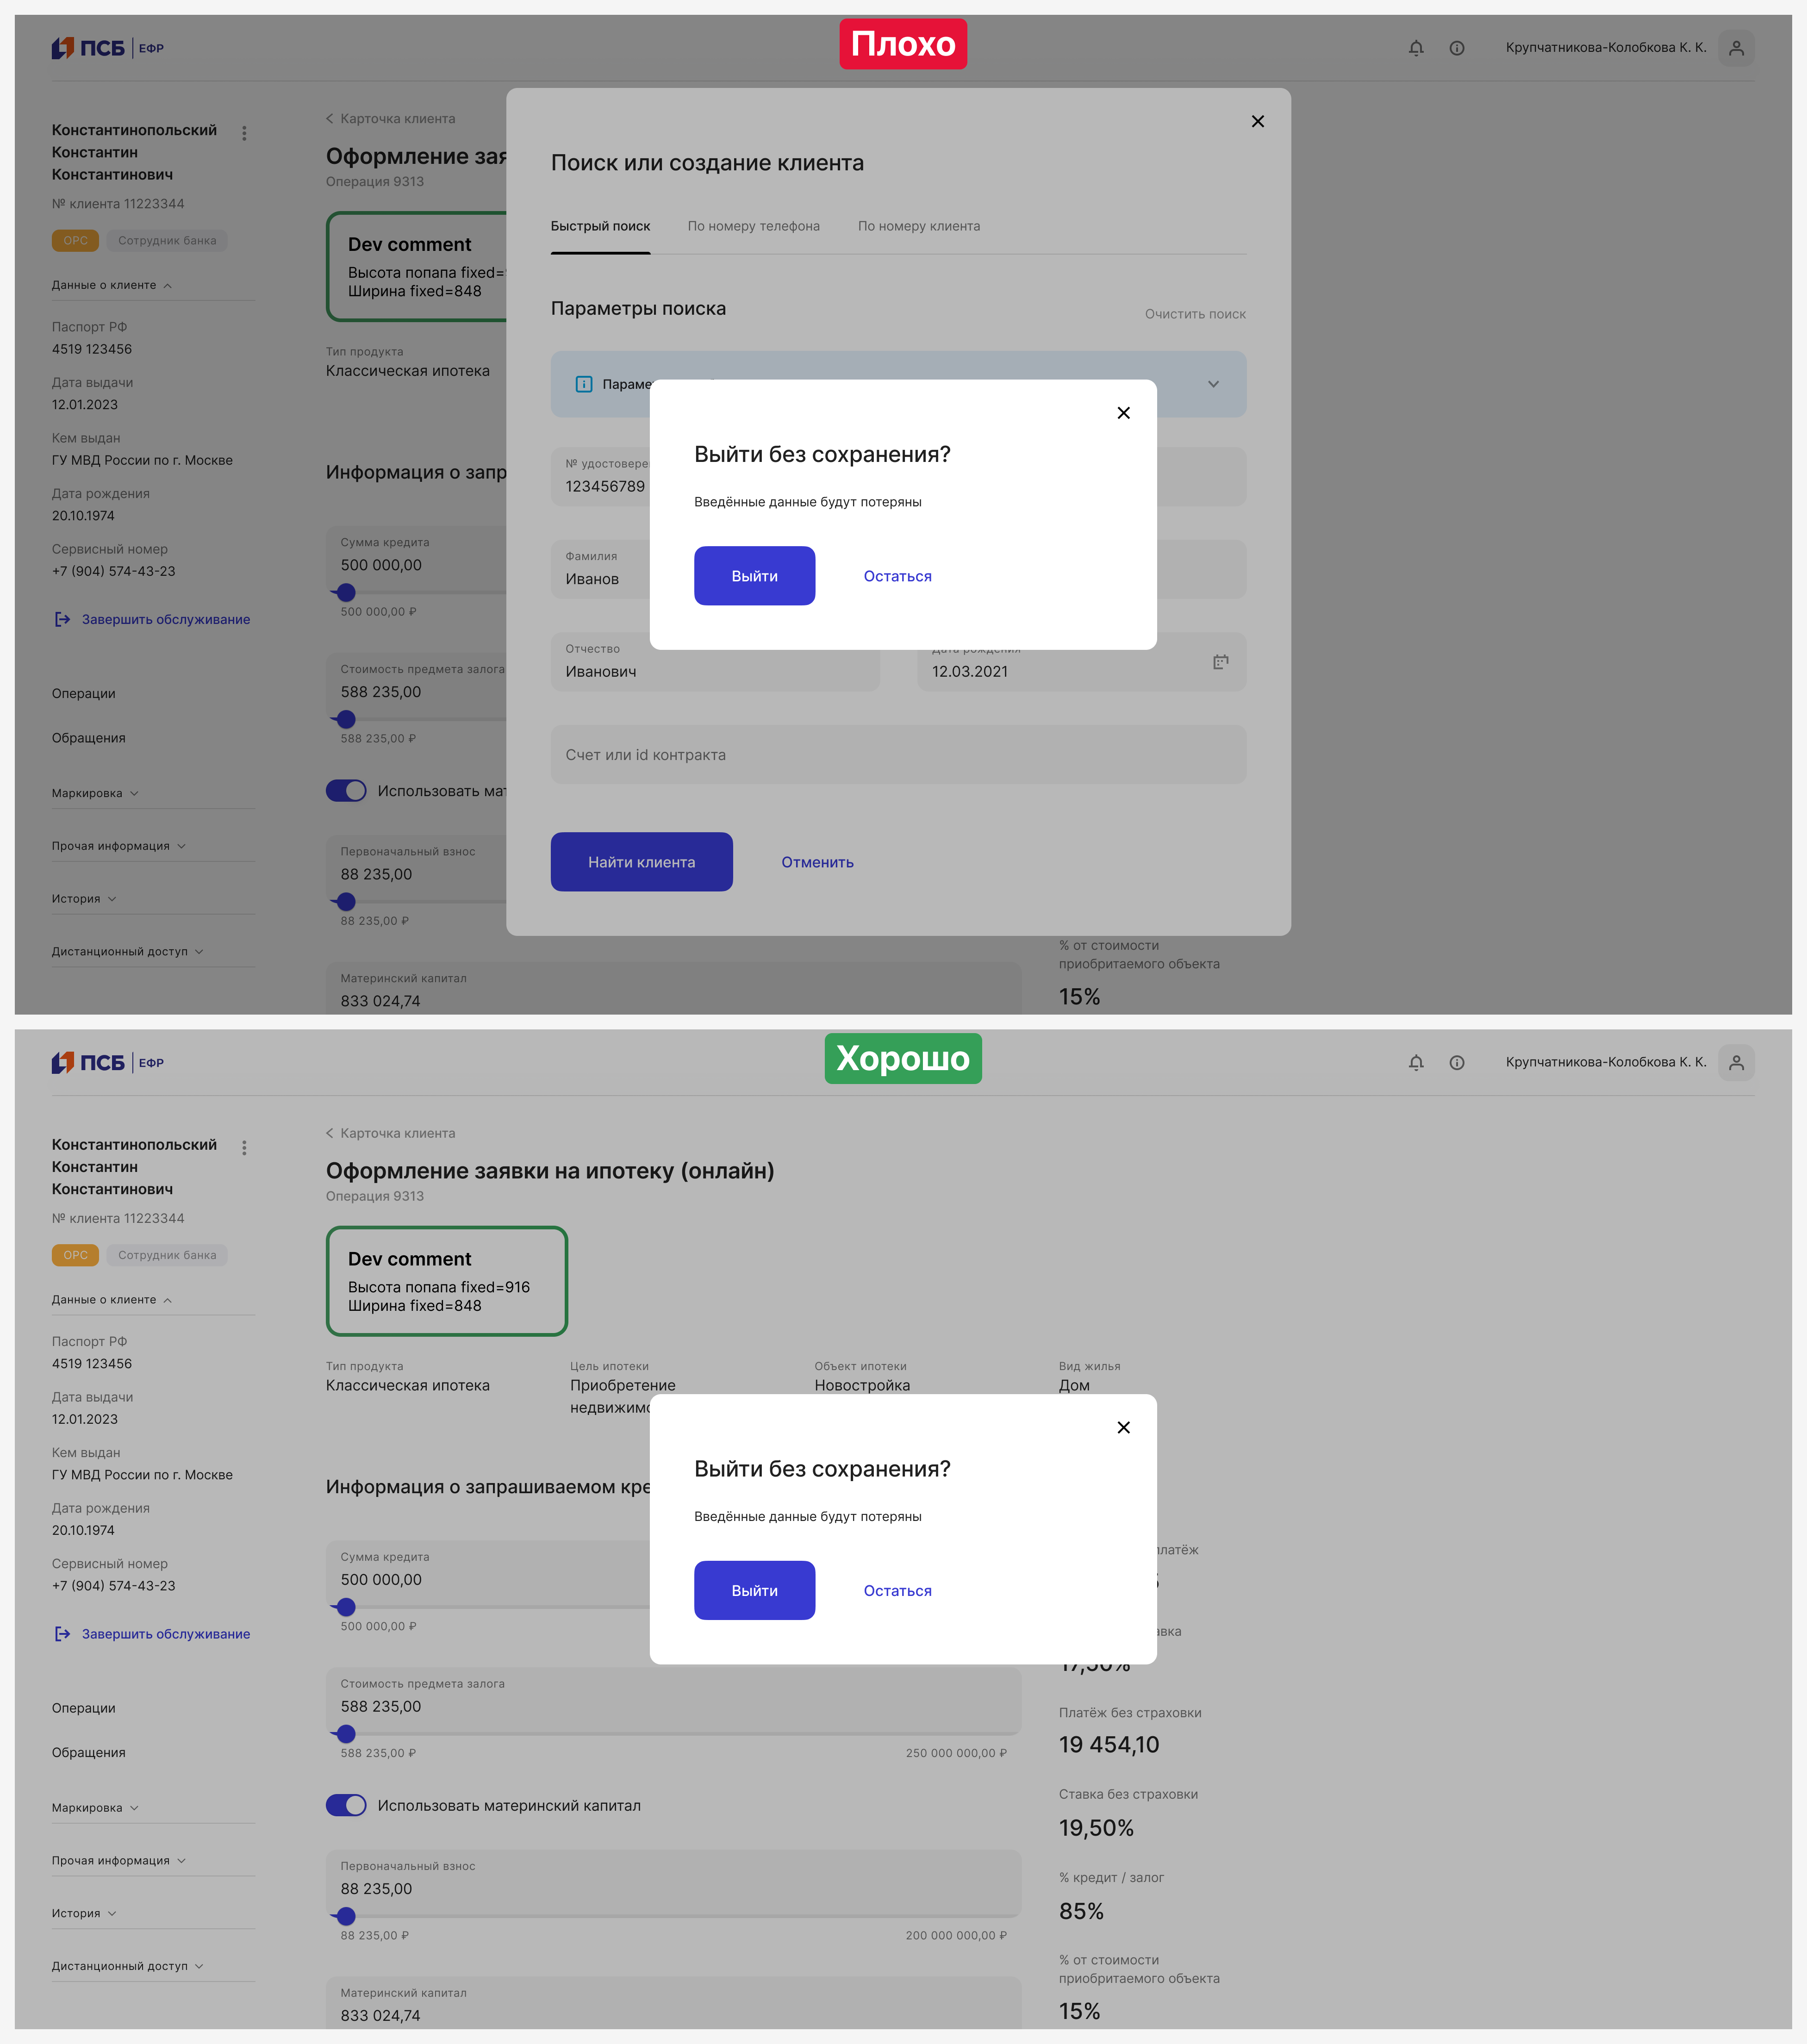 Плохо
ПСБ ЕФР
Крупчатникова-Колобкова К. К.
Константинопольский
Константин
Константинович
№ клиента 11223344
ОРС
Сотрудник банка
Данные о клиенте
Паспорт РФ
4519 123456
Дата выдачи
12.01.2023
Кем выдан
ГУ МВД России по г. Москве
Дата рождения
20.10.1974
Сервисный номер
+7 (904) 574-43-23
Завершить обслуживание
Операции
Обращения
Маркировка
Прочая информация
История
Дистанционный доступ
Карточка клиента
Оформление
Операция 9313
Dev comment
Высота попапа fixed=
Ширина fixed=848
Тип продукта
Классическая ипотека
Информация о
Сумма кредита
500 000,00
500 000,00 ₽
Стоимость предмета залога
588 235,00
588 235,00 ₽
Использовать
Первоначальный взнос
88 235,00
88 235,00 ₽
Материнский капитал
833 024,74
% от стоимости
приобритаемого объекта
15%
Поиск или создание клиента
Быстрый поиск
По номеру телефона
По номеру клиента
Параметры поиска
Очистить поиск
№
123456789
Фамилия
Иванов
Отчество
Иванович
Дата рождения
12.03.2021
Счет или id контракта
Найти клиента
Отменить
Выйти без сохранения?
Введённые данные будут потеряны
Выйти
Остаться
Хорошо
ПСБ ЕФР
Крупчатникова-Колобкова К. К.
Константинопольский
Константин
Константинович
№ клиента 11223344
ОРС
Сотрудник банка
Данные о клиенте
Паспорт РФ
4519 123456
Дата выдачи
12.01.2023
Кем выдан
ГУ МВД России по г. Москве
Дата рождения
20.10.1974
Сервисный номер
+7 (904) 574-43-23
Завершить обслуживание
Операции
Обращения
Маркировка
Прочая информация
История
Дистанционный доступ
Карточка клиента
Оформление заявки на ипотеку (онлайн)
Операция 9313
Dev comment
Высота попапа fixed=916
Ширина fixed=848
Тип продукта
Классическая ипотека
Цель ипотеки
Приобретение
Объект ипотеки
Новостройка
Вид жилья
Дом
Информация о запрашиваемом
Сумма кредита
500 000,00
500 000,00 ₽
Стоимость предмета залога
588 235,00
588 235,00 ₽
250 000 000,00 ₽
Использовать материнский капитал
Первоначальный взнос
88 235,00
88 235,00 ₽
200 000 000,00 ₽
Материнский капитал
833 024,74
17,50%
Платёж без страховки
19 454,10
Ставка без страховки
19,50%
% кредит / залог
85%
% от стоимости
приобритаемого объекта
15%
Выйти без сохранения?
Введённые данные будут потеряны
Выйти
Остаться